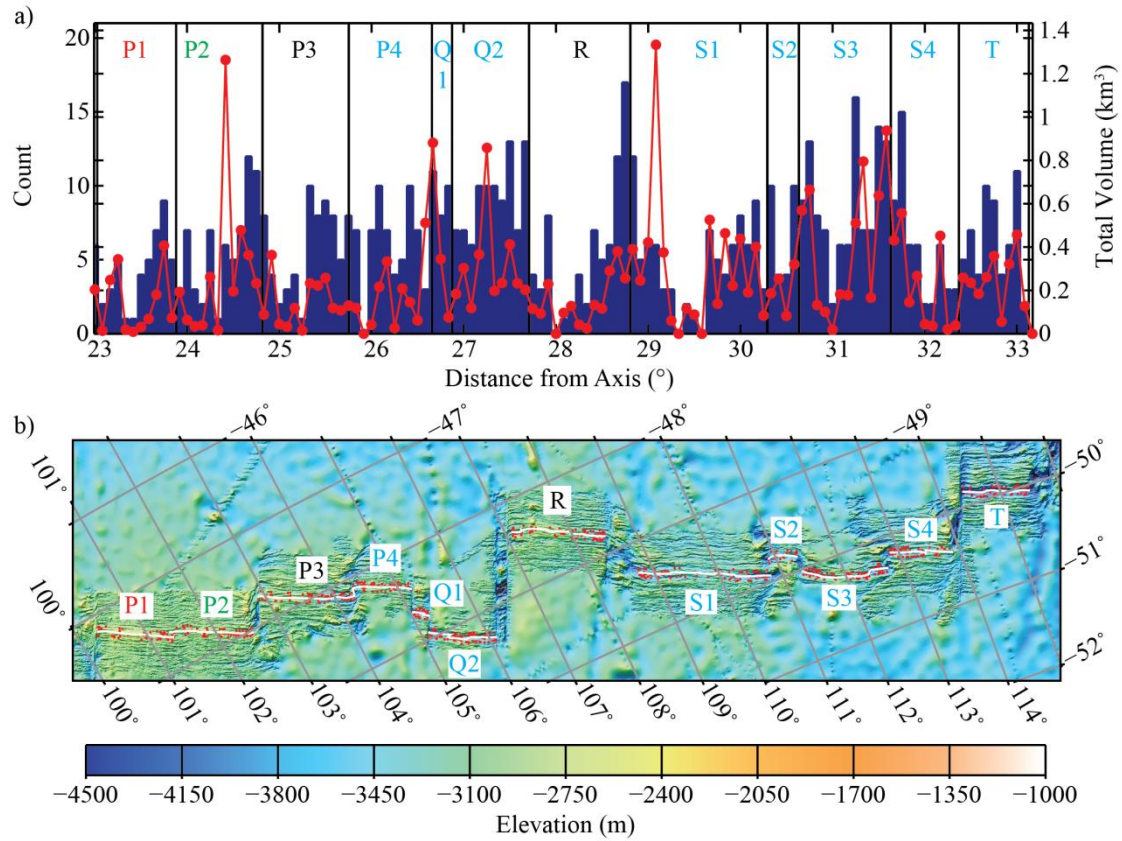 a)
P1 P2 P3 P4 Q1 Q2 R S1 S2 S3 S4 T
20
15
10
5
0
Count
1.4
1.2
1
0.8
0.6
0.4
0.2
0
Total Volume (km³)
23 24 25 26 27 28 29 30 31 32 33
Distance from Axis (°)
b)
−46° −47° −48° −49° −50°
101°
100°
−51°
−52°
P1 P2 P3 P4 Q1 Q2 R S1 S2 S3 S4 T
100° 101° 102° 103° 104° 105° 106° 107° 108° 109° 110° 111° 112° 113° 114°
−4500 −4150 −3800 −3450 −3100 −2750 −2400 −2050 −1700 −1350 −1000
Elevation (m)